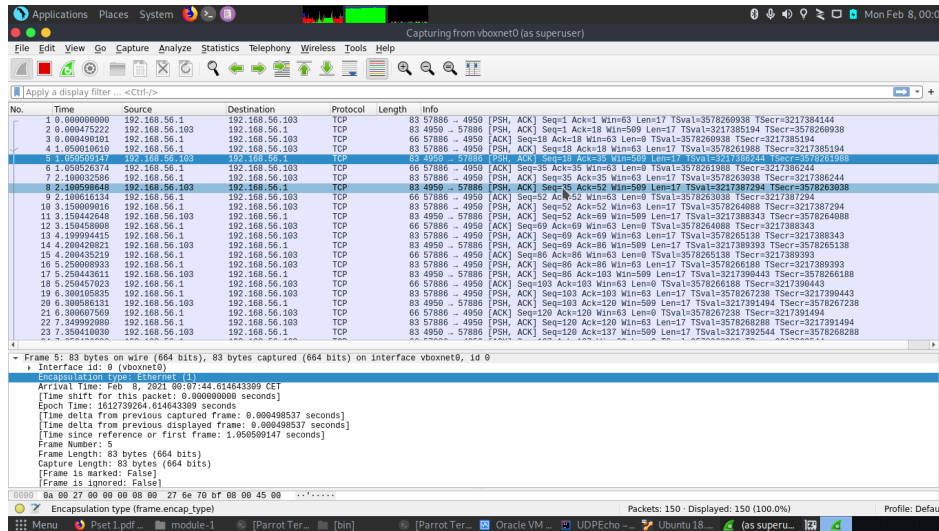 Applications Places System Mon Feb 8, 00:0
Capturing from vboxnet0 (as superuser)
File Edit View Go Capture Analyze Statistics Telephony Wireless Tools Help
Apply a display filter ... <Ctrl-/>
No. Time Source Destination Protocol Length Info
1 0.000000000 192.168.56.1 192.168.56.103 TCP 83 57886 → 4950 [PSH, ACK] Seq=1 Ack=1 Win=63 Len=17 TSval=3578260938 TSecr=3217384144
2 0.000475222 192.168.56.103 192.168.56.1 TCP 83 4950 → 57886 [PSH, ACK] Seq=1 Ack=18 Win=509 Len=17 TSval=3217385194 TSecr=3578260938
3 0.000490101 192.168.56.1 192.168.56.103 TCP 66 57886 → 4950 [ACK] Seq=18 Ack=18 Win=63 Len=0 TSval=3578260938 TSecr=3217385194
4 1.050010610 192.168.56.1 192.168.56.103 TCP 83 57886 → 4950 [PSH, ACK] Seq=18 Ack=18 Win=63 Len=17 TSval=3578261988 TSecr=3217385194
5 1.050509147 192.168.56.103 192.168.56.1 TCP 83 4950 → 57886 [PSH, ACK] Seq=18 Ack=35 Win=509 Len=17 TSval=3217386244 TSecr=3578261988
6 1.050526374 192.168.56.1 192.168.56.103 TCP 66 57886 → 4950 [ACK] Seq=35 Ack=35 Win=63 Len=0 TSval=3578261988 TSecr=3217386244
7 2.100032586 192.168.56.1 192.168.56.103 TCP 83 57886 → 4950 [PSH, ACK] Seq=35 Ack=35 Win=63 Len=17 TSval=3578263038 TSecr=3217386244
8 2.100598648 192.168.56.103 192.168.56.1 TCP 83 4950 → 57886 [PSH, ACK] Seq=35 Ack=52 Win=509 Len=17 TSval=3217387294 TSecr=3578263038
9 2.100616134 192.168.56.1 192.168.56.103 TCP 66 57886 → 4950 [ACK] Seq=52 Ack=52 Win=63 Len=0 TSval=3578263038 TSecr=3217387294
10 3.150009016 192.168.56.1 192.168.56.103 TCP 83 57886 → 4950 [PSH, ACK] Seq=52 Ack=52 Win=63 Len=17 TSval=3578264088 TSecr=3217387294
11 3.150442648 192.168.56.103 192.168.56.1 TCP 83 4950 → 57886 [PSH, ACK] Seq=52 Ack=69 Win=509 Len=17 TSval=3217388343 TSecr=3578264088
12 3.150458008 192.168.56.1 192.168.56.103 TCP 66 57886 → 4950 [ACK] Seq=69 Ack=69 Win=63 Len=0 TSval=3578264088 TSecr=3217388343
13 4.199994415 192.168.56.1 192.168.56.103 TCP 83 57886 → 4950 [PSH, ACK] Seq=69 Ack=69 Win=63 Len=17 TSval=3578265138 TSecr=3217388343
14 4.200420821 192.168.56.103 192.168.56.1 TCP 83 4950 → 57886 [PSH, ACK] Seq=69 Ack=86 Win=509 Len=17 TSval=3217389393 TSecr=3578265138
15 4.200435219 192.168.56.1 192.168.56.103 TCP 66 57886 → 4950 [ACK] Seq=86 Ack=86 Win=63 Len=0 TSval=3578265138 TSecr=3217389393
16 5.250008933 192.168.56.1 192.168.56.103 TCP 83 57886 → 4950 [PSH, ACK] Seq=86 Ack=86 Win=63 Len=17 TSval=3578266188 TSecr=3217389393
17 5.250443611 192.168.56.103 192.168.56.1 TCP 83 4950 → 57886 [PSH, ACK] Seq=86 Ack=103 Win=509 Len=17 TSval=3217390443 TSecr=3578266188
18 5.250457023 192.168.56.1 192.168.56.103 TCP 66 57886 → 4950 [ACK] Seq=103 Ack=103 Win=63 Len=0 TSval=3578266188 TSecr=3217390443
19 6.300105835 192.168.56.1 192.168.56.103 TCP 83 57886 → 4950 [PSH, ACK] Seq=103 Ack=103 Win=63 Len=17 TSval=3578267238 TSecr=3217390443
20 6.300586131 192.168.56.103 192.168.56.1 TCP 83 4950 → 57886 [PSH, ACK] Seq=103 Ack=120 Win=509 Len=17 TSval=3217391494 TSecr=3578267238
21 6.300607569 192.168.56.1 192.168.56.103 TCP 66 57886 → 4950 [ACK] Seq=120 Ack=120 Win=63 Len=0 TSval=3578267238 TSecr=3217391494
22 7.349992080 192.168.56.1 192.168.56.103 TCP 83 57886 → 4950 [PSH, ACK] Seq=120 Ack=120 Win=63 Len=17 TSval=3578268288 TSecr=3217391494
23 7.350410030 192.168.56.103 192.168.56.1 TCP 83 4950 → 57886 [PSH, ACK] Seq=120 Ack=137 Win=509 Len=17 TSval=3217392544 TSecr=3578268288
Frame 5: 83 bytes on wire (664 bits), 83 bytes captured (664 bits) on interface vboxnet0, id 0
Interface id: 0 (vboxnet0)
Encapsulation type: Ethernet (1)
Arrival Time: Feb 8, 2021 00:07:44.614643309 CET
[Time shift for this packet: 0.000000000 seconds]
Epoch Time: 1612739264.614643309 seconds
[Time delta from previous captured frame: 0.000498537 seconds]
[Time delta from previous displayed frame: 0.000498537 seconds]
[Time since reference or first frame: 1.050509147 seconds]
Frame Number: 5
Frame Length: 83 bytes (664 bits)
Capture Length: 83 bytes (664 bits)
[Frame is marked: False]
[Frame is ignored: False]
0000 0a 00 27 00 00 00 08 00 27 6e 70 bf 08 00 45 00 ··'·····
Encapsulation type (frame.encap_type) Packets: 150 · Displayed: 150 (100.0%) Profile: Defau
Menu Pset 1.pdf ... module-1 [Parrot Ter... [bin] [Parrot Ter... Oracle VM ... UDPEcho –... Ubuntu 18.... (as superu...